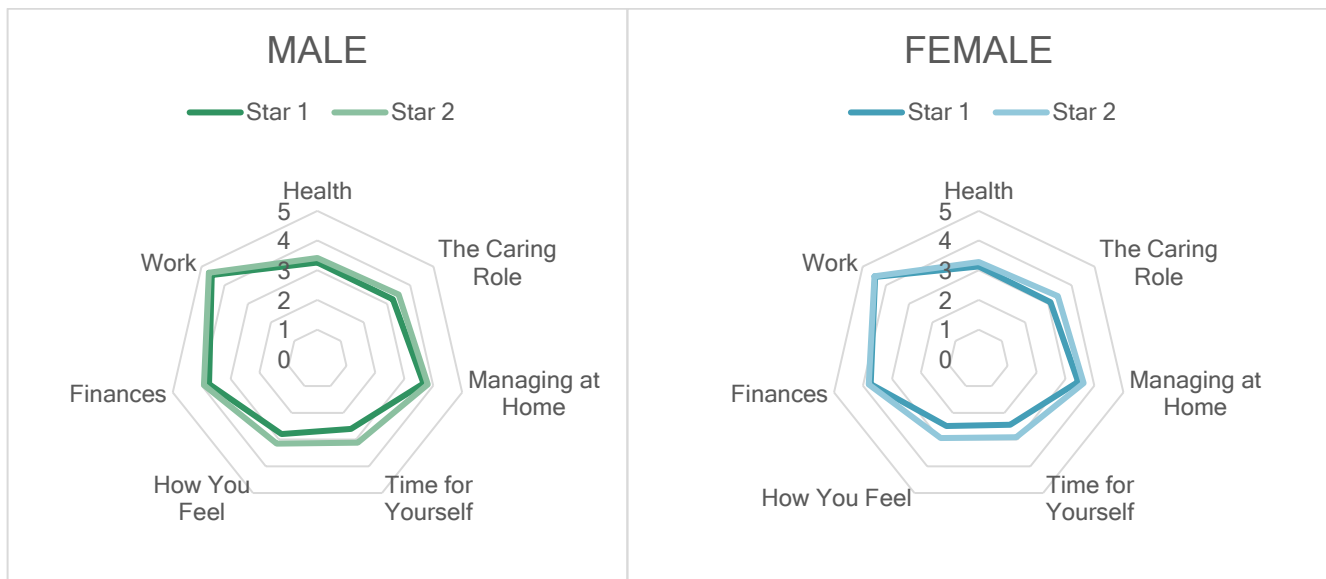 MALE
Star 1
Star 2
Health
5
4
3
2
1
0
The Caring
Role
Managing at
Home
Time for
Yourself
How You
Feel
Finances
Work
FEMALE
Star 1
Star 2
Health
5
4
3
2
1
0
The Caring
Role
Managing at
Home
Time for
Yourself
How You Feel
Finances
Work